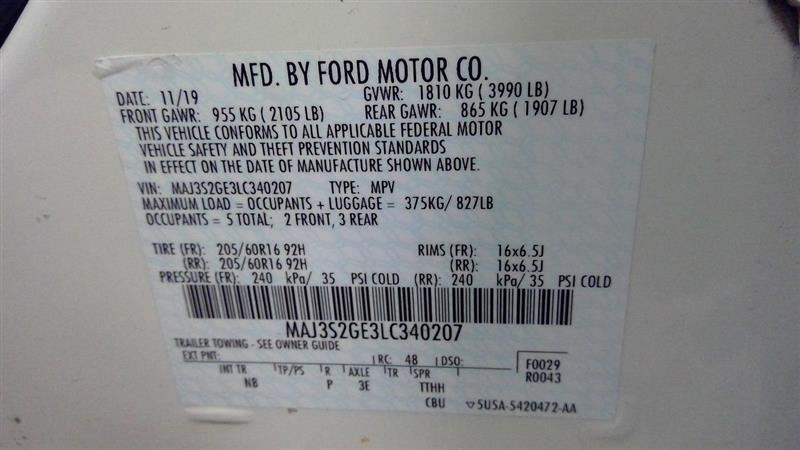 MFD. BY FORD MOTOR CO.
DATE: 11/19 GVWR: 1810 KG ( 3990 LB)
FRONT GAWR: 955 KG ( 2105 LB) REAR GAWR: 865 KG ( 1907 LB)
THIS VEHICLE CONFORMS TO ALL APPLICABLE FEDERAL MOTOR
VEHICLE SAFETY AND THEFT PREVENTION STANDARDS
IN EFFECT ON THE DATE OF MANUFACTURE SHOWN ABOVE.
VIN: MAJ3S2GE3LC340207 TYPE: MPV
MAXIMUM LOAD = OCCUPANTS + LUGGAGE = 375KG/ 827LB
OCCUPANTS = 5 TOTAL; 2 FRONT, 3 REAR
TIRE (FR): 205/60R16 92H RIMS (FR): 16x6.5J
(RR): 205/60R16 92H (RR): 16x6.5J
PRESSURE (FR): 240 kPa/ 35 PSI COLD (RR): 240 kPa/ 35 PSI COLD
MAJ3S2GE3LC340207
TRAILER TOWING - SEE OWNER GUIDE
EXT PNT: RC: 48 DSO: F0029
INT TR TP/PS R AXLE TR SPR R0043
NB P 3E TTHH
CBU ▽5U5A-5420472-AA